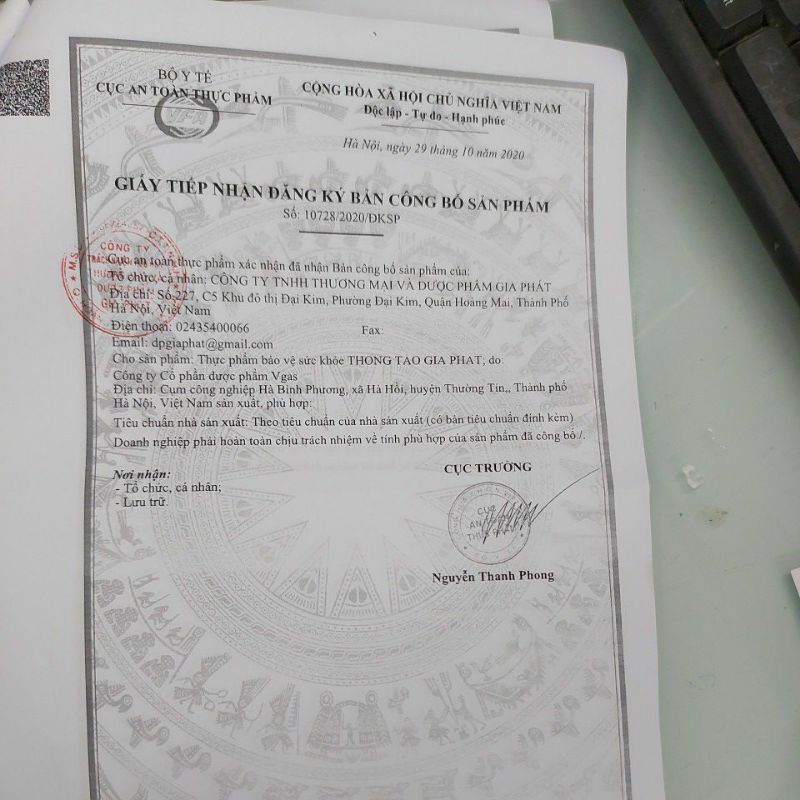 BỘ Y TẾ
CỤC AN TOÀN THỰC PHẨM
VFA
CỘNG HÒA XÃ HỘI CHỦ NGHĨA VIỆT NAM
Độc lập - Tự do - Hạnh phúc
Hà Nội, ngày 29 tháng 10 năm 2020
GIẤY TIẾP NHẬN ĐĂNG KÝ BẢN CÔNG BỐ SẢN PHẨM
Số: 10728/2020/ĐKSP
CÔNG TY
Cục an toàn thực phẩm xác nhận đã nhận Bản công bố sản phẩm của:
Tổ chức, cá nhân: CÔNG TY TNHH THƯƠNG MẠI VÀ DƯỢC PHẨM GIA PHÁT
Địa chỉ: Số 227, C5 Khu đô thị Đại Kim, Phường Đại Kim, Quận Hoàng Mai, Thành Phố
Hà Nội, Việt Nam
Điện thoại: 02435400066 Fax:
Email: dpgiaphat@gmail.com
Cho sản phẩm: Thực phẩm bảo vệ sức khỏe THONG TAO GIA PHAT; do:
Công ty Cổ phần dược phẩm Vgas
Địa chỉ: Cụm công nghiệp Hà Bình Phương, xã Hà Hồi, huyện Thường Tín,, Thành phố
Hà Nội, Việt Nam sản xuất, phù hợp:
Tiêu chuẩn nhà sản xuất: Theo tiêu chuẩn của nhà sản xuất (có bản tiêu chuẩn đính kèm)
Doanh nghiệp phải hoàn toàn chịu trách nhiệm về tính phù hợp của sản phẩm đã công bố./.
Nơi nhận:
- Tổ chức, cá nhân;
- Lưu trữ.
CỤC TRƯỞNG
CỤC
AN TOÀN
THỰC PHẨM
Nguyễn Thanh Phong